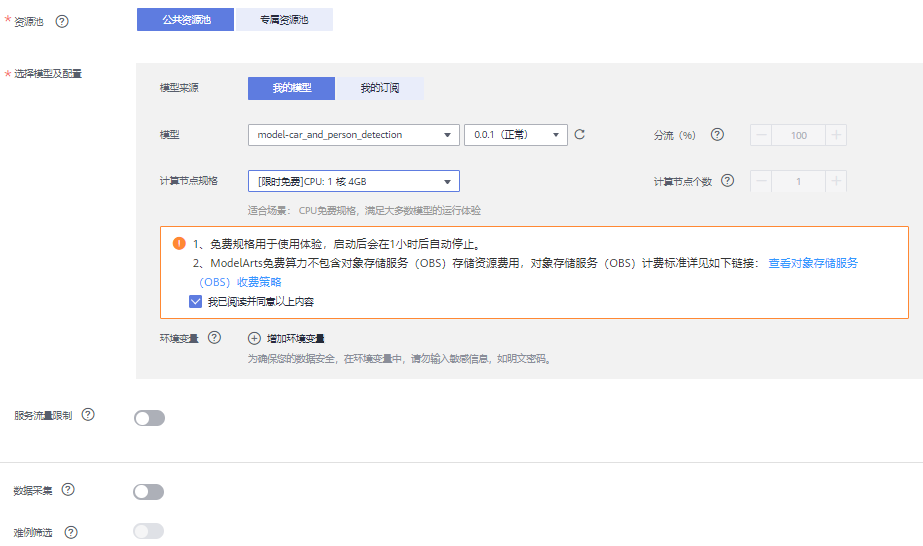 * 资源池 ? 公共资源池 专属资源池
* 选择模型及配置
模型来源 我的模型 我的订阅
模型 model-car_and_person_detection 0.0.1（正常） 分流（%） ? 100
计算节点规格 [限时免费]CPU: 1 核 4GB 计算节点个数 ? 1
适合场景： CPU免费规格，满足大多数模型的运行体验
1、免费规格用于使用体验，启动后会在1小时后自动停止。
2、ModelArts免费算力不包含对象存储服务（OBS）存储资源费用，对象存储服务（OBS）计费标准详见如下链接： 查看对象存储服务
（OBS）收费策略
我已阅读并同意以上内容
环境变量 ? 增加环境变量
为确保您的数据安全，在环境变量中，请勿输入敏感信息，如明文密码。
服务流量限制 ?
数据采集 ?
难例筛选 ?